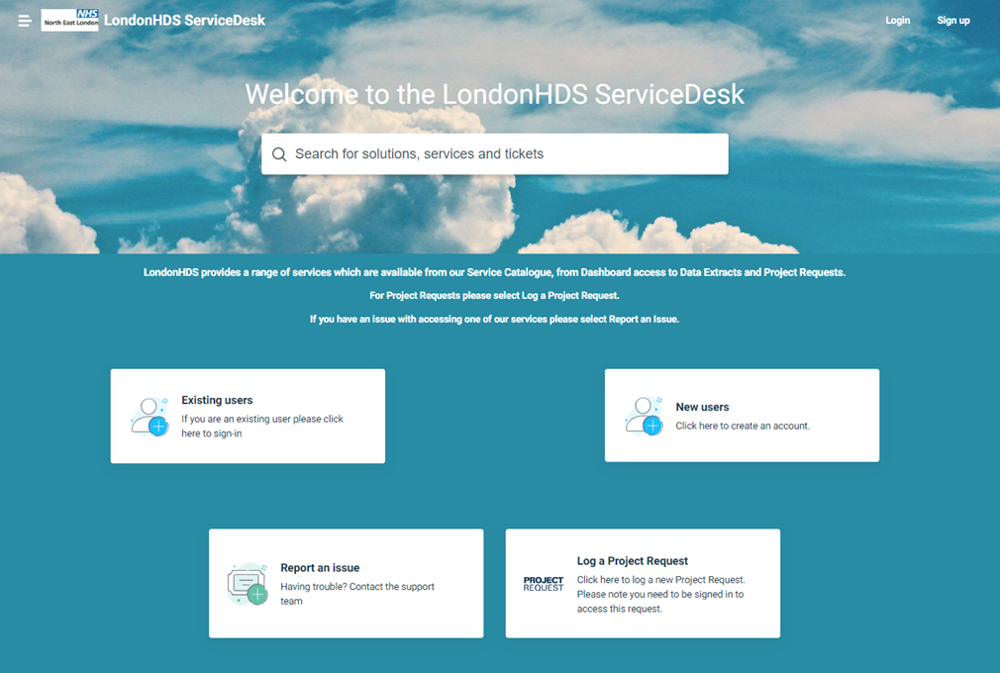 NHS
North East London
LondonHDS ServiceDesk
Login
Sign up
Welcome to the LondonHDS ServiceDesk
Search for solutions, services and tickets
LondonHDS provides a range of services which are available from our Service Catalogue, from Dashboard access to Data Extracts and Project Requests.
For Project Requests please select Log a Project Request.
If you have an issue with accessing one of our services please select Report an Issue.
Existing users
If you are an existing user please click
here to sign-in
New users
Click here to create an account.
Report an issue
Having trouble? Contact the support
team
PROJECT
REQUEST
Log a Project Request
Click here to log a new Project Request.
Please note you need to be signed in to
access this request.